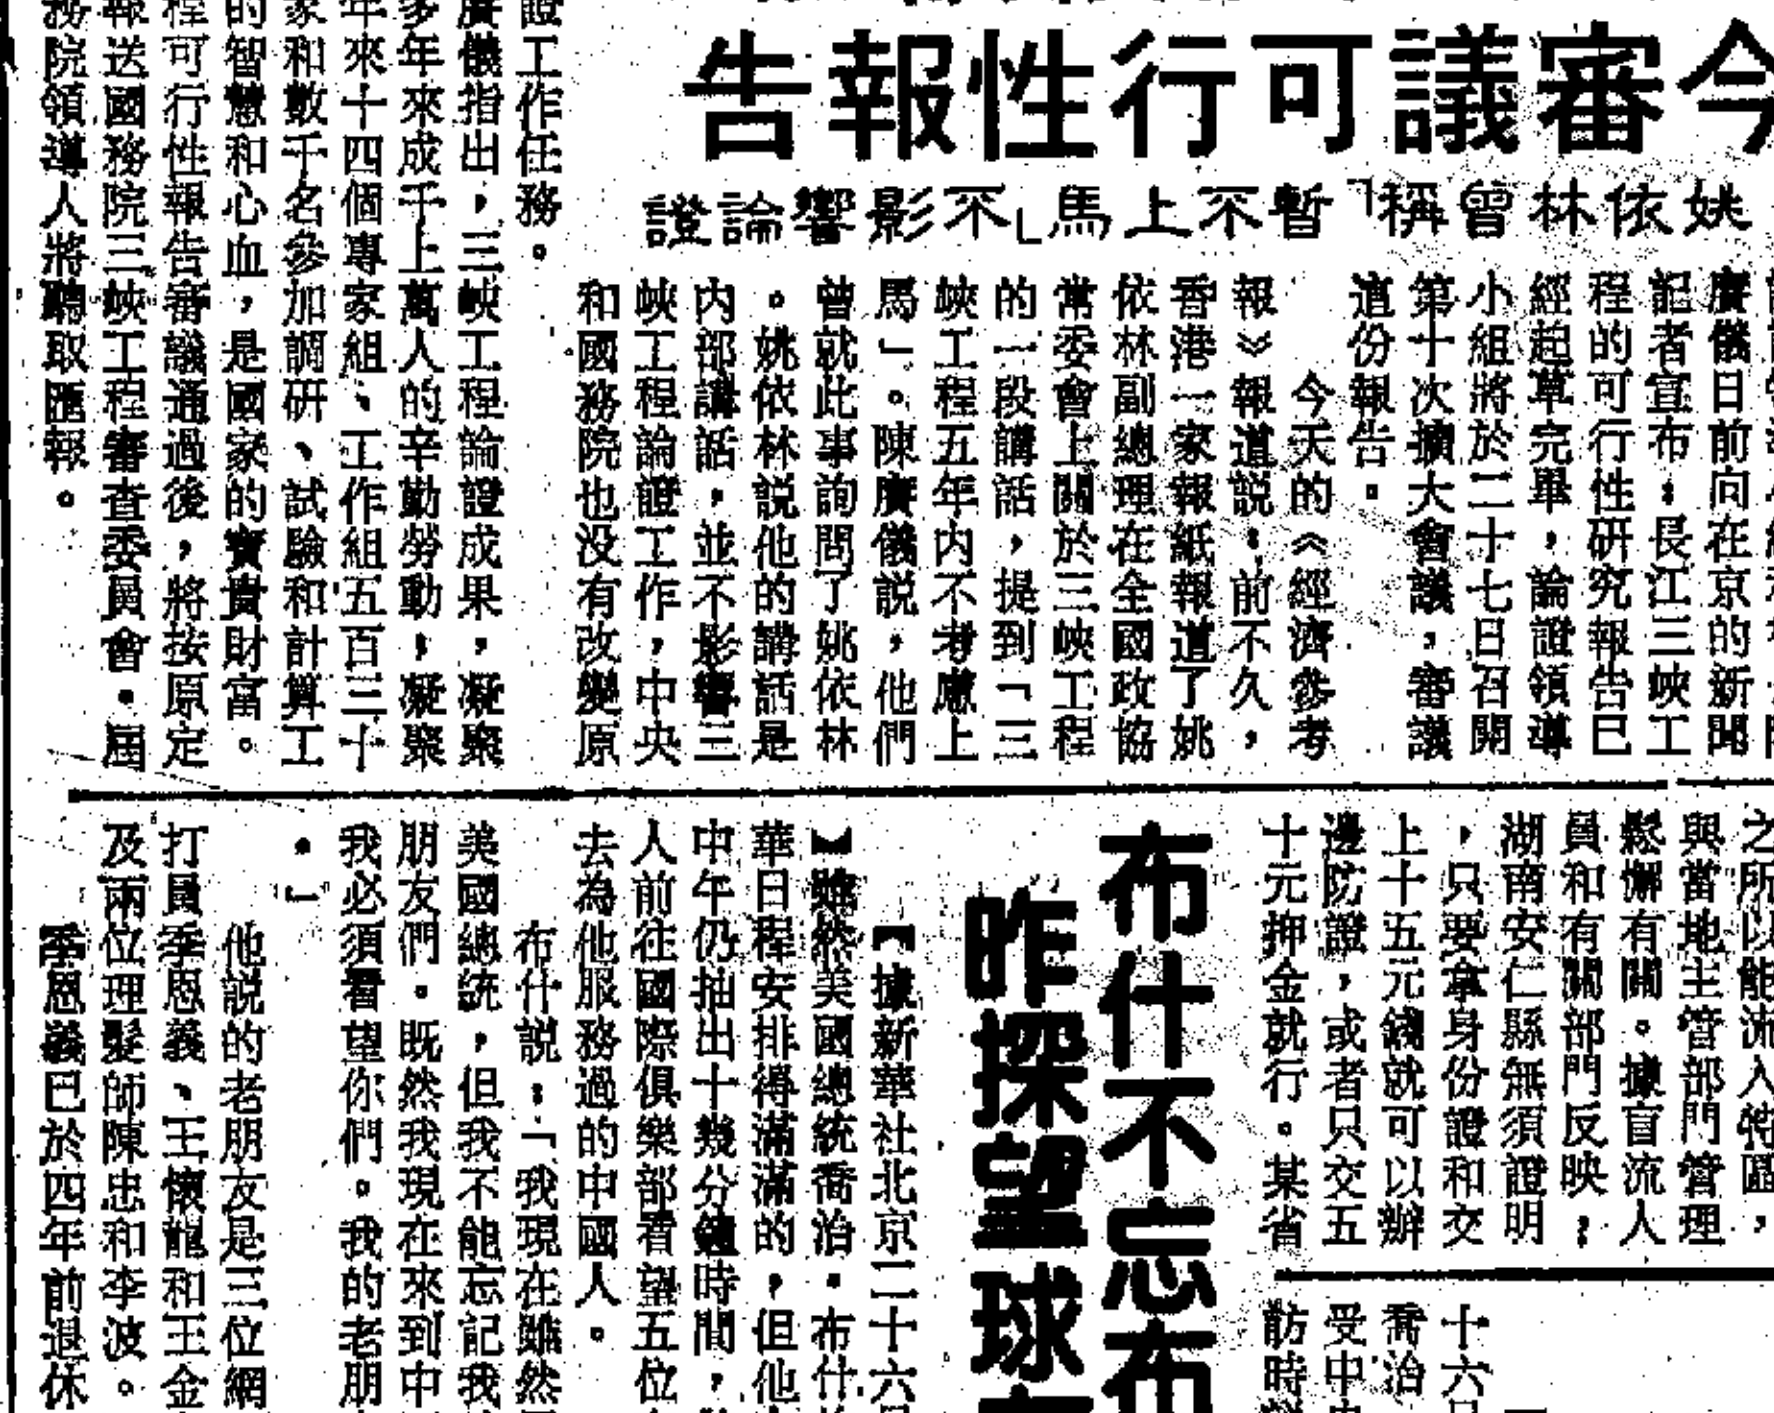 今審議可行性報告
姚依林曾稱「暫不上馬」不影響論證
廣儀日前向在京的新聞
記者宣布：長江三峽工
程的可行性研究報告已
經起草完畢，論證領導
小組將於二十七日召開
第十次擴大會議，審議
這份報告。
今天的《經濟參考
報》報道說：前不久，
香港一家報紙報道了姚
依林副總理在全國政協
常委會上關於三峽工程
的一段講話，提到「三
峽工程五年内不考慮上
馬」。陳廣儀説，他們
曾就此事詢問了姚依林
。姚依林説他的講話是
内部講話，並不影響三
峽工程論證工作，中央
和國務院也没有改變原
證工作任務。
廣儀指出，三峽工程論證成果，凝聚
多年來成千上萬人的辛勤勞動，凝聚
年來十四個專家組、工作組五百三十
家和數千名參加調研、試驗和計算工
的智慧和心血，是國家的寶貴財富。
程可行性報告審議通過後，將按原定
報送國務院三峽工程審查委員會。屆
務院領導人將聽取匯報。
之所以能流入特區，
與當地主管部門管理
鬆懈有關。據盲流人
員和有關部門反映，
湖南安仁縣無須證明
，只要拿身份證和交
上十五元錢就可以辦
邊防證，或者只交五
十元押金就行。某省
十六
喬治
受中
訪時
布什不忘布
昨探望球
【據新華社北京二十六
】雖然美國總統喬治·布什
華日程安排得滿滿的，但他
中午仍抽出十幾分鐘時間，
人前往國際俱樂部看望五位
去為他服務過的中國人。
布什説：「我現在雖然
美國總統，但我不能忘記我
朋友們。既然我現在來到中
我必須看望你們。我的老朋
。」
他説的老朋友是三位網
打員季恩義、王懷龍和王金
及兩位理髮師陳忠和李波。
季恩義已於四年前退休